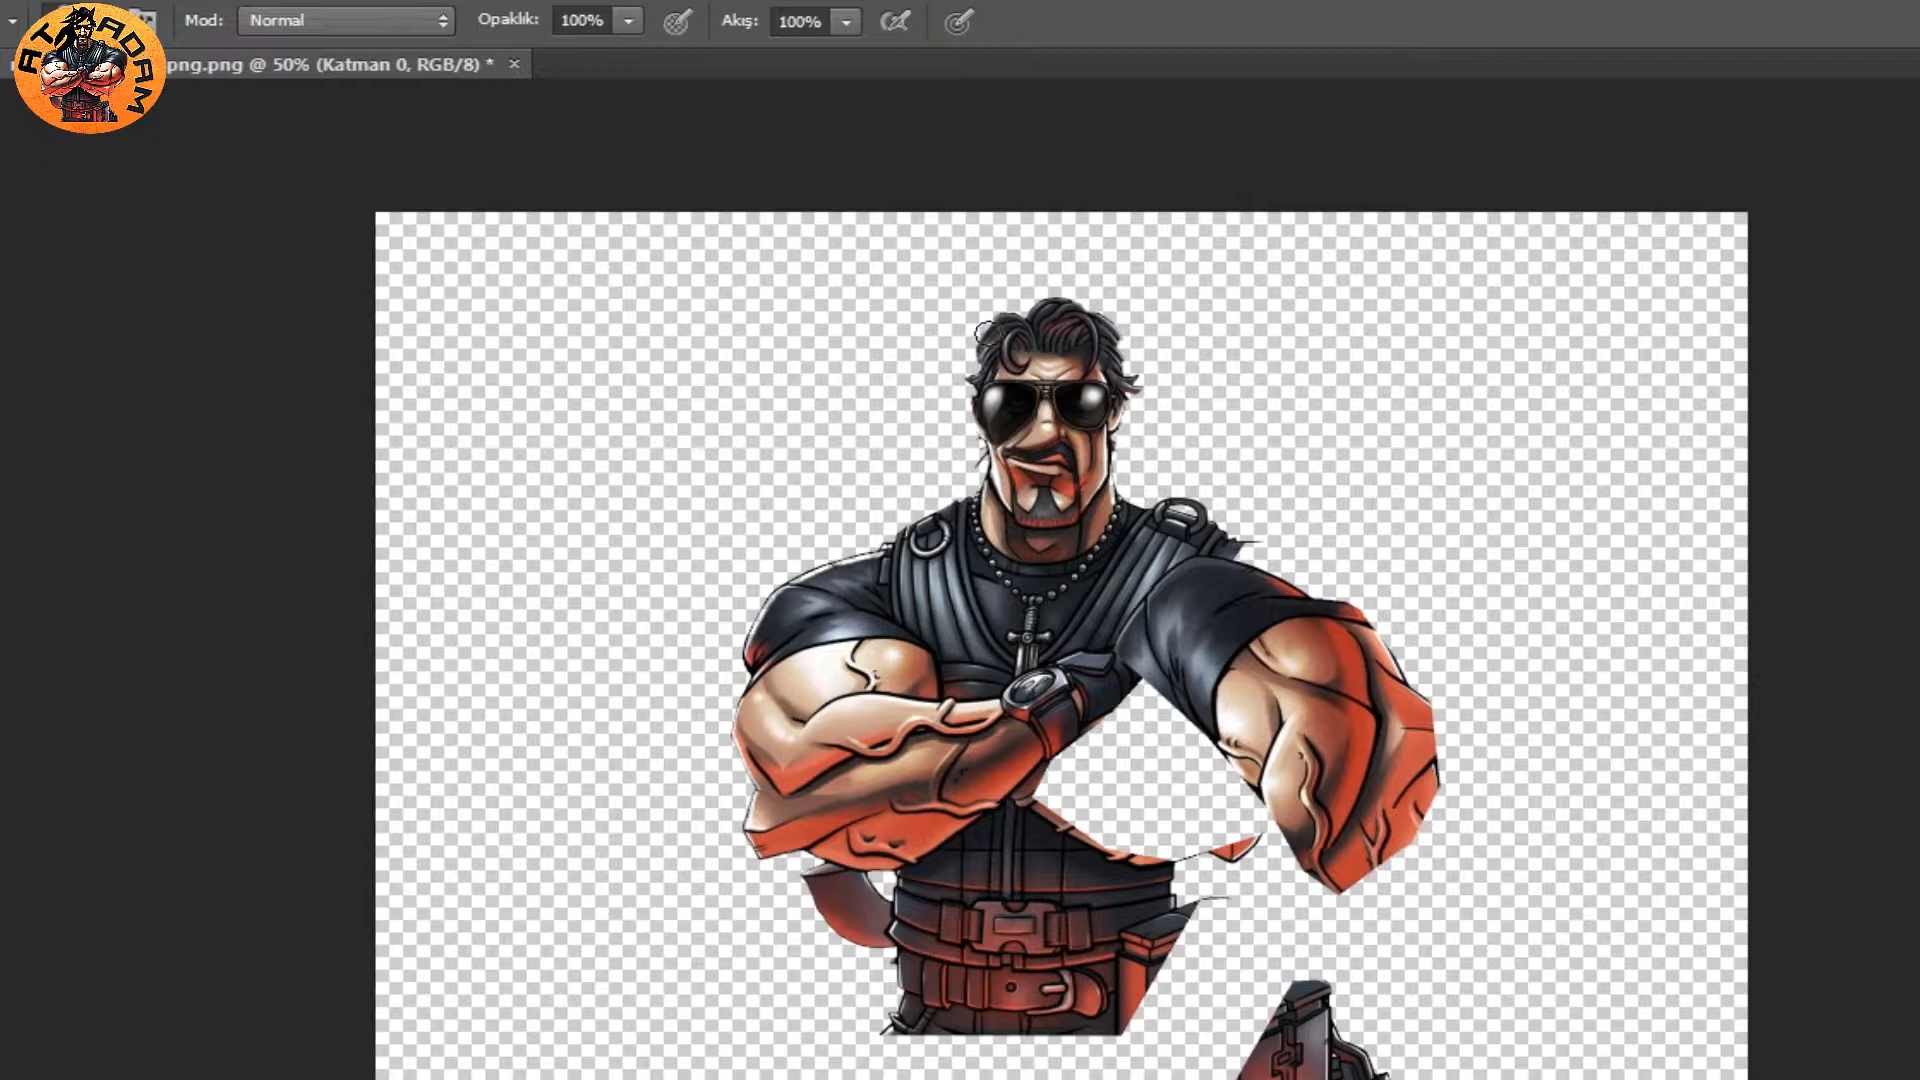 Mod: Normal Opaklık: 100% Akış: 100%
png.png @ 50% (Katman 0, RGB/8) * ×
ATADAM